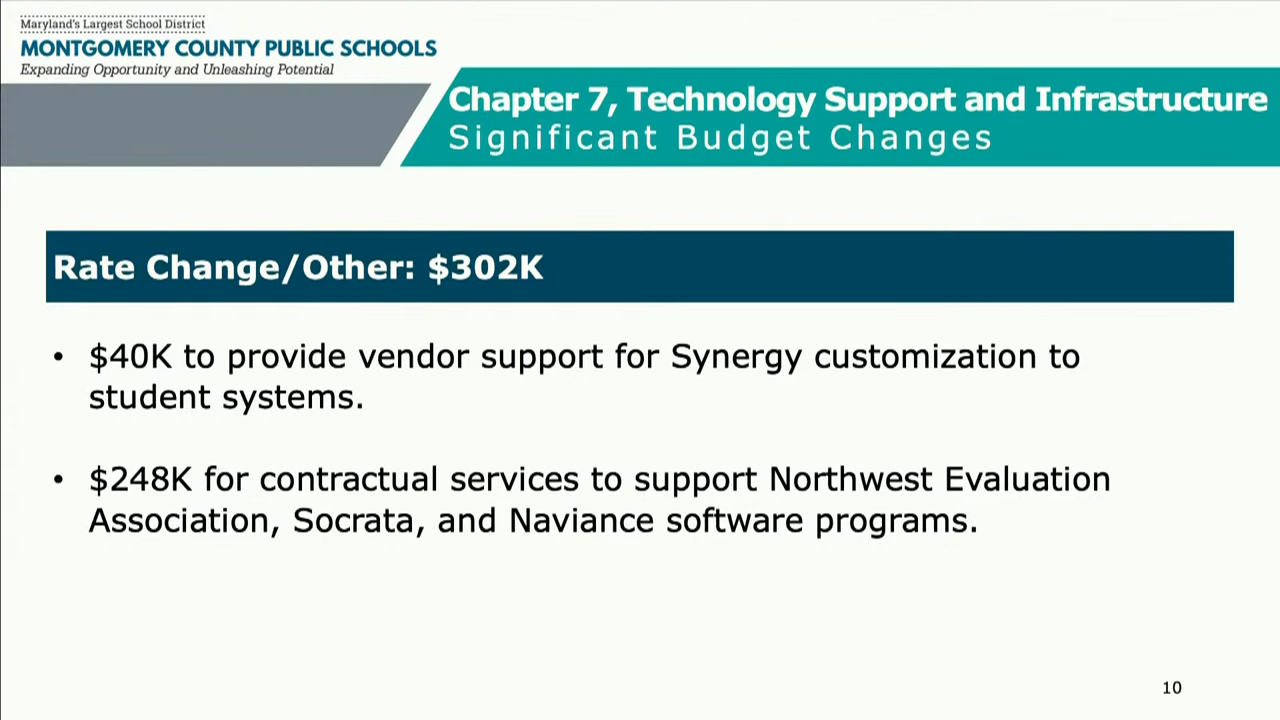 Maryland's Largest School District
MONTGOMERY COUNTY PUBLIC SCHOOLS
Expanding Opportunity and Unleashing Potential
Chapter 7, Technology Support and Infrastructure
Significant Budget Changes
Rate Change/Other: $302K
• $40K to provide vendor support for Synergy customization to
student systems.
• $248K for contractual services to support Northwest Evaluation
Association, Socrata, and Naviance software programs.
10